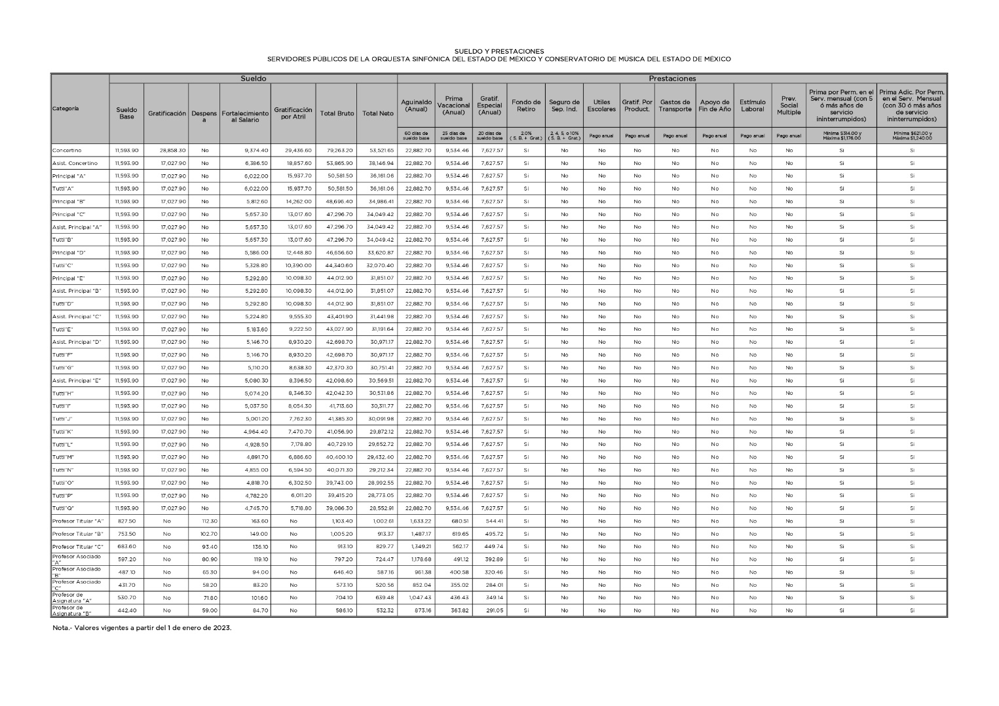 SUELDO Y PRESTACIONES
SERVIDORES PÚBLICOS DE LA ORQUESTA SINFÓNICA DEL ESTADO DE MÉXICO Y CONSERVATORIO DE MÚSICA DEL ESTADO DE MÉXICO
Sueldo Prestaciones
Categoría Sueldo Base Gratificación Despensa Fortalecimiento al Salario Gratificación por Atril Total Bruto Total Neto Aguinaldo (Anual) Prima Vacacional (Anual) Gratif. Especial (Anual) Fondo de Retiro Seguro de Sep. Ind. Utiles Escolares Gratif. Por Product. Gastos de Transporte Apoyo de Fin de Año Estímulo Laboral Prev. Social Multiple Prima por Perm. en el Serv. mensual (con 5 ó más años de servicio ininterrumpidos) Prima Adic. Por Perm. en el Serv. Mensual (con 30 ó más años de servicio ininterrumpidos)
60 días de sueldo base 25 días de sueldo base 20 días de sueldo base 2.0% ( S. B. + Grat.) 2, 4, 5, o 10% ( S. B. + Grat.) Pago anual Pago anual Pago anual Pago anual Pago anual Pago anual Mínima $314.00 y Máxima $1,176.00 Mínima $621.00 y Máxima $1,240.00
Concertino 11,593.90 28,858.30 No 9,374.40 29,436.60 79,263.20 53,521.65 22,882.70 9,534.46 7,627.57 Si No No No No No No No Si Si
Asist. Concertino 11,593.90 17,027.90 No 6,386.50 18,857.60 53,865.90 38,146.94 22,882.70 9,534.46 7,627.57 Si No No No No No No No Si Si
Principal "A" 11,593.90 17,027.90 No 6,022.00 15,937.70 50,581.50 36,161.06 22,882.70 9,534.46 7,627.57 Si No No No No No No No Si Si
Tutti"A" 11,593.90 17,027.90 No 6,022.00 15,937.70 50,581.50 36,161.06 22,882.70 9,534.46 7,627.57 Si No No No No No No No Si Si
Principal "B" 11,593.90 17,027.90 No 5,812.60 14,262.00 48,696.40 34,986.41 22,882.70 9,534.46 7,627.57 Si No No No No No No No Si Si
Principal "C" 11,593.90 17,027.90 No 5,657.30 13,017.60 47,296.70 34,049.42 22,882.70 9,534.46 7,627.57 Si No No No No No No No Si Si
Asist. Principal "A" 11,593.90 17,027.90 No 5,657.30 13,017.60 47,296.70 34,049.42 22,882.70 9,534.46 7,627.57 Si No No No No No No No Si Si
Tutti"B" 11,593.90 17,027.90 No 5,657.30 13,017.60 47,296.70 34,049.42 22,882.70 9,534.46 7,627.57 Si No No No No No No No Si Si
Principal "D" 11,593.90 17,027.90 No 5,586.00 12,448.80 46,656.60 33,620.87 22,882.70 9,534.46 7,627.57 Si No No No No No No No Si Si
Tutti"C" 11,593.90 17,027.90 No 5,328.80 10,390.00 44,340.60 32,070.40 22,882.70 9,534.46 7,627.57 Si No No No No No No No Si Si
Principal "E" 11,593.90 17,027.90 No 5,292.80 10,098.30 44,012.90 31,851.07 22,882.70 9,534.46 7,627.57 Si No No No No No No No Si Si
Asist. Principal "B" 11,593.90 17,027.90 No 5,292.80 10,098.30 44,012.90 31,851.07 22,882.70 9,534.46 7,627.57 Si No No No No No No No Si Si
Tutti"D" 11,593.90 17,027.90 No 5,292.80 10,098.30 44,012.90 31,851.07 22,882.70 9,534.46 7,627.57 Si No No No No No No No Si Si
Asist. Principal "C" 11,593.90 17,027.90 No 5,224.80 9,555.30 43,401.90 31,441.98 22,882.70 9,534.46 7,627.57 Si No No No No No No No Si Si
Tutti"E" 11,593.90 17,027.90 No 5,183.60 9,222.50 43,027.90 31,191.64 22,882.70 9,534.46 7,627.57 Si No No No No No No No Si Si
Asist. Principal "D" 11,593.90 17,027.90 No 5,146.70 8,930.20 42,698.70 30,971.17 22,882.70 9,534.46 7,627.57 Si No No No No No No No Si Si
Tutti"F" 11,593.90 17,027.90 No 5,146.70 8,930.20 42,698.70 30,971.17 22,882.70 9,534.46 7,627.57 Si No No No No No No No Si Si
Tutti"G" 11,593.90 17,027.90 No 5,110.20 8,638.30 42,370.30 30,751.41 22,882.70 9,534.46 7,627.57 Si No No No No No No No Si Si
Asist. Principal "E" 11,593.90 17,027.90 No 5,080.30 8,396.50 42,098.60 30,569.51 22,882.70 9,534.46 7,627.57 Si No No No No No No No Si Si
Tutti"H" 11,593.90 17,027.90 No 5,074.20 8,346.30 42,042.30 30,531.86 22,882.70 9,534.46 7,627.57 Si No No No No No No No Si Si
Tutti"I" 11,593.90 17,027.90 No 5,037.50 8,054.30 41,713.60 30,311.77 22,882.70 9,534.46 7,627.57 Si No No No No No No No Si Si
Tutti"J" 11,593.90 17,027.90 No 5,001.20 7,762.30 41,385.30 30,091.98 22,882.70 9,534.46 7,627.57 Si No No No No No No No Si Si
Tutti"K" 11,593.90 17,027.90 No 4,964.40 7,470.70 41,056.90 29,872.12 22,882.70 9,534.46 7,627.57 Si No No No No No No No Si Si
Tutti"L" 11,593.90 17,027.90 No 4,928.50 7,178.80 40,729.10 29,652.72 22,882.70 9,534.46 7,627.57 Si No No No No No No No Si Si
Tutti"M" 11,593.90 17,027.90 No 4,891.70 6,886.60 40,400.10 29,432.40 22,882.70 9,534.46 7,627.57 Si No No No No No No No Si Si
Tutti"N" 11,593.90 17,027.90 No 4,855.00 6,594.50 40,071.30 29,212.34 22,882.70 9,534.46 7,627.57 Si No No No No No No No Si Si
Tutti"O" 11,593.90 17,027.90 No 4,818.70 6,302.50 39,743.00 28,992.55 22,882.70 9,534.46 7,627.57 Si No No No No No No No Si Si
Tutti"P" 11,593.90 17,027.90 No 4,782.20 6,011.20 39,415.20 28,773.05 22,882.70 9,534.46 7,627.57 Si No No No No No No No Si Si
Tutti"Q" 11,593.90 17,027.90 No 4,745.70 5,718.80 39,086.30 28,552.91 22,882.70 9,534.46 7,627.57 Si No No No No No No No Si Si
Profesor Titular "A" 827.50 No 112.30 163.60 No 1,103.40 1,002.61 1,633.22 680.51 544.41 Si No No No No No No No Si Si
Profesor Titular "B" 753.50 No 102.70 149.00 No 1,005.20 913.37 1,487.17 619.65 495.72 Si No No No No No No No Si Si
Profesor Titular "C" 683.60 No 93.40 136.10 No 913.10 829.77 1,349.21 562.17 449.74 Si No No No No No No No Si Si
Profesor Asociado "A" 597.20 No 80.90 119.10 No 797.20 724.47 1,178.68 491.12 392.89 Si No No No No No No No Si Si
Profesor Asociado "B" 487.10 No 65.30 94.00 No 646.40 587.16 961.38 400.58 320.46 Si No No No No No No No Si Si
Profesor Asociado "C" 431.70 No 58.20 83.20 No 573.10 520.56 852.04 355.02 284.01 Si No No No No No No No Si Si
Profesor de Asignatura "A" 530.70 No 71.80 101.60 No 704.10 639.48 1,047.43 436.43 349.14 Si No No No No No No No Si Si
Profesor de Asignatura "B" 442.40 No 59.00 84.70 No 586.10 532.32 873.16 363.82 291.05 Si No No No No No No No Si Si
Nota.- Valores vigentes a partir del 1 de enero de 2023.